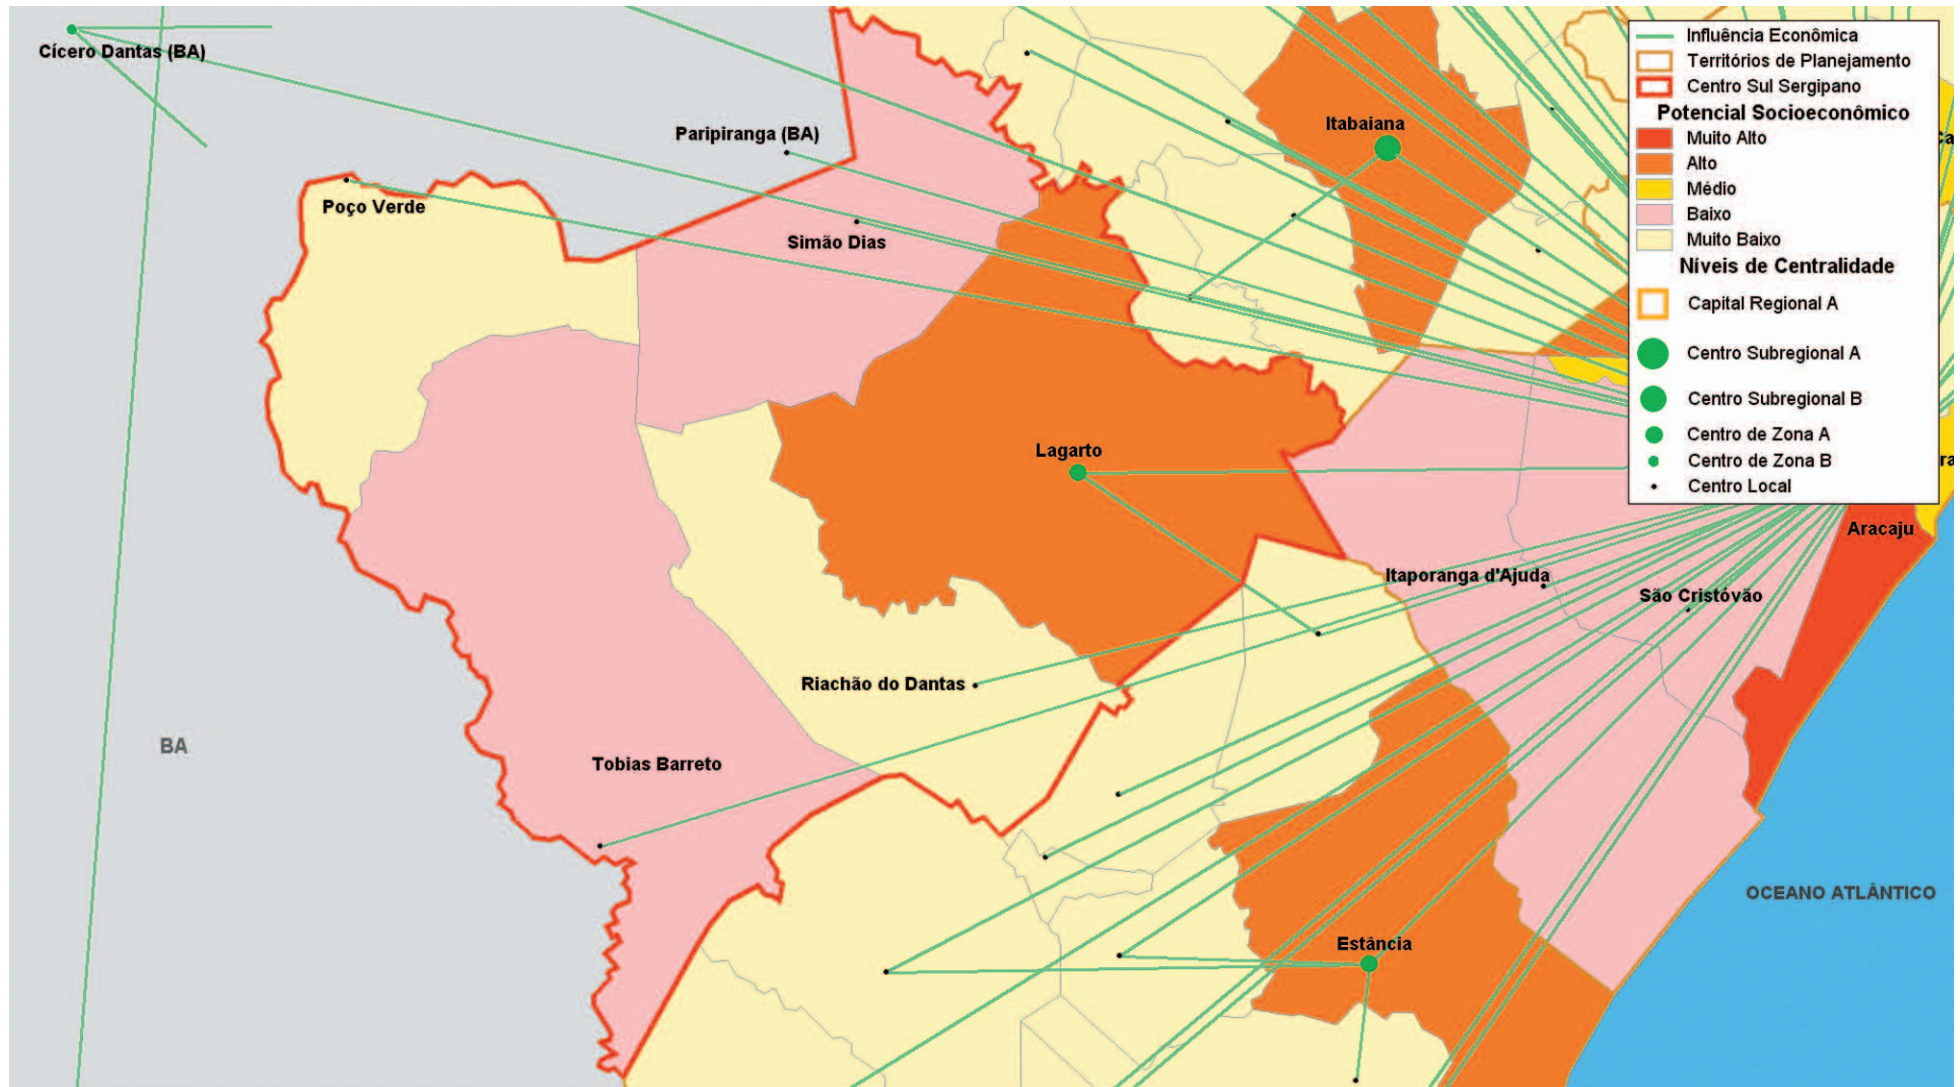 Cícero Dantas (BA)
Paripiranga (BA)
Itabaiana
Poço Verde
Simão Dias
Lagarto
Riachão do Dantas
Tobias Barreto
BA
Itaporanga d'Ajuda
São Cristóvão
Aracaju
Estância
OCEANO ATLÂNTICO
Influência Econômica
Territórios de Planejamento
Centro Sul Sergipano
Potencial Socioeconômico
Muito Alto
Alto
Médio
Baixo
Muito Baixo
Níveis de Centralidade
Capital Regional A
Centro Subregional A
Centro Subregional B
Centro de Zona A
Centro de Zona B
Centro Local